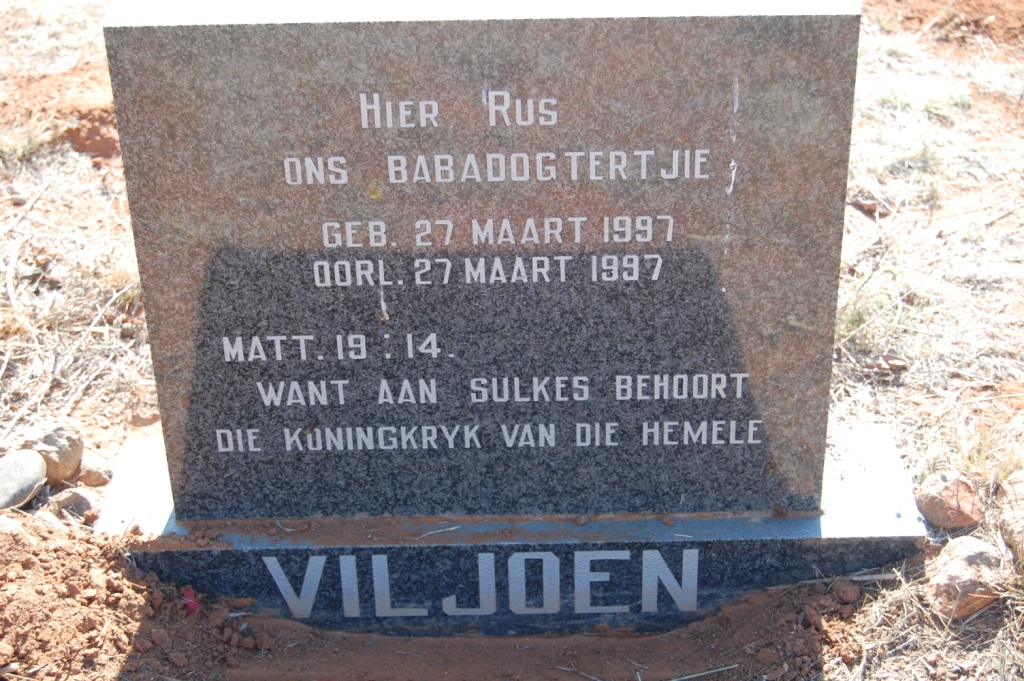 HIER RUS
ONS BABADOGTERTJIE
GEB. 27 MAART 1997
OORL. 27 MAART 1997
MATT. 19:14.
WANT AAN SULKES BEHOORT
DIE KONINGKRYK VAN DIE HEMELE
VILJOEN